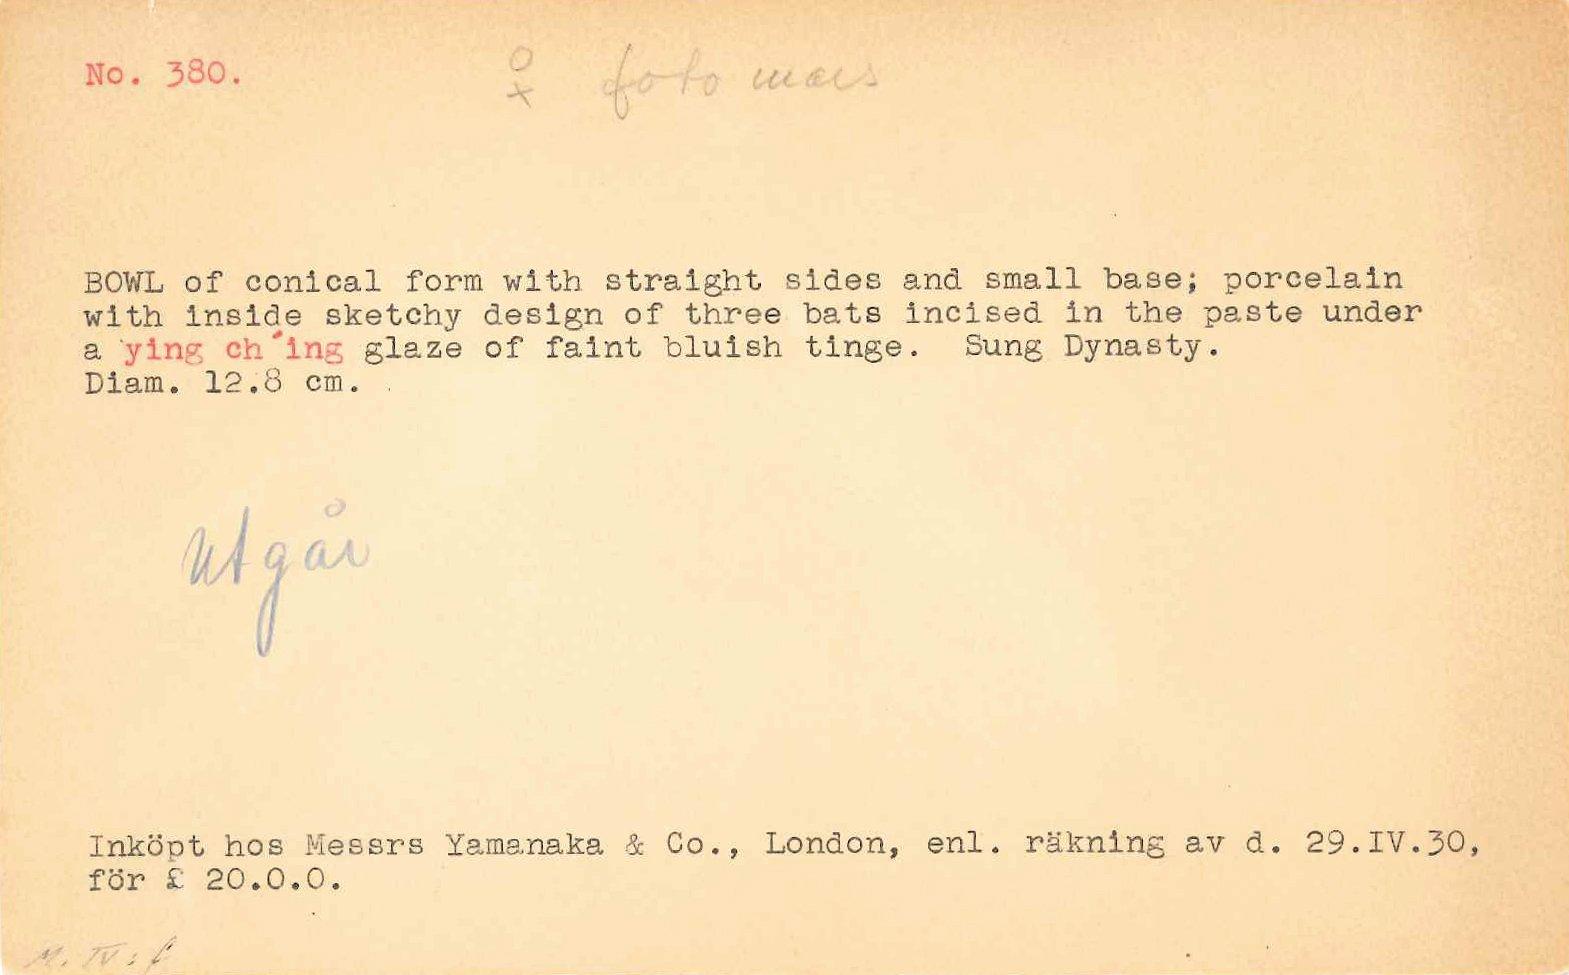 No. 380.
foto mars
BOWL of conical form with straight sides and small base; porcelain
with inside sketchy design of three bats incised in the paste under
a ying ch´ing glaze of faint bluish tinge. Sung Dynasty.
Diam. 12.8 cm.
Utgår
Inköpt hos Messrs Yamanaka & Co., London, enl. räkning av d. 29.IV.30,
för £ 20.0.0.
M. IV: